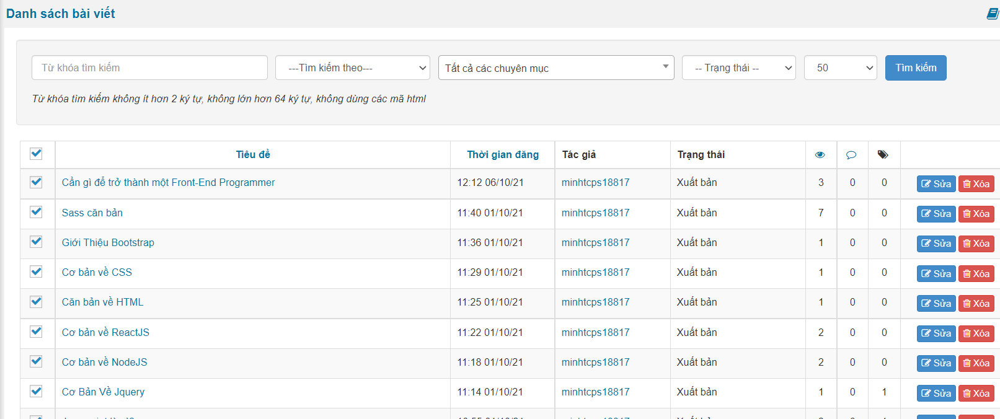 Danh sách bài viết
Từ khóa tìm kiếm ---Tìm kiếm theo--- Tất cả các chuyên mục -- Trạng thái -- 50 Tìm kiếm
Từ khóa tìm kiếm không ít hơn 2 ký tự, không lớn hơn 64 ký tự, không dùng các mã html
Tiêu đề Thời gian đăng Tác giả Trạng thái
Cần gì để trở thành một Front-End Programmer 12:12 06/10/21 minhtcps18817 Xuất bản 3 0 0 Sửa Xóa
Sass căn bản 11:40 01/10/21 minhtcps18817 Xuất bản 7 0 0 Sửa Xóa
Giới Thiệu Bootstrap 11:36 01/10/21 minhtcps18817 Xuất bản 1 0 0 Sửa Xóa
Cơ bản về CSS 11:29 01/10/21 minhtcps18817 Xuất bản 1 0 0 Sửa Xóa
Căn bản về HTML 11:25 01/10/21 minhtcps18817 Xuất bản 1 0 0 Sửa Xóa
Cơ bản về ReactJS 11:22 01/10/21 minhtcps18817 Xuất bản 2 0 0 Sửa Xóa
Cơ bản về NodeJS 11:18 01/10/21 minhtcps18817 Xuất bản 2 0 0 Sửa Xóa
Cơ Bản Về Jquery 11:14 01/10/21 minhtcps18817 Xuất bản 1 0 1 Sửa Xóa